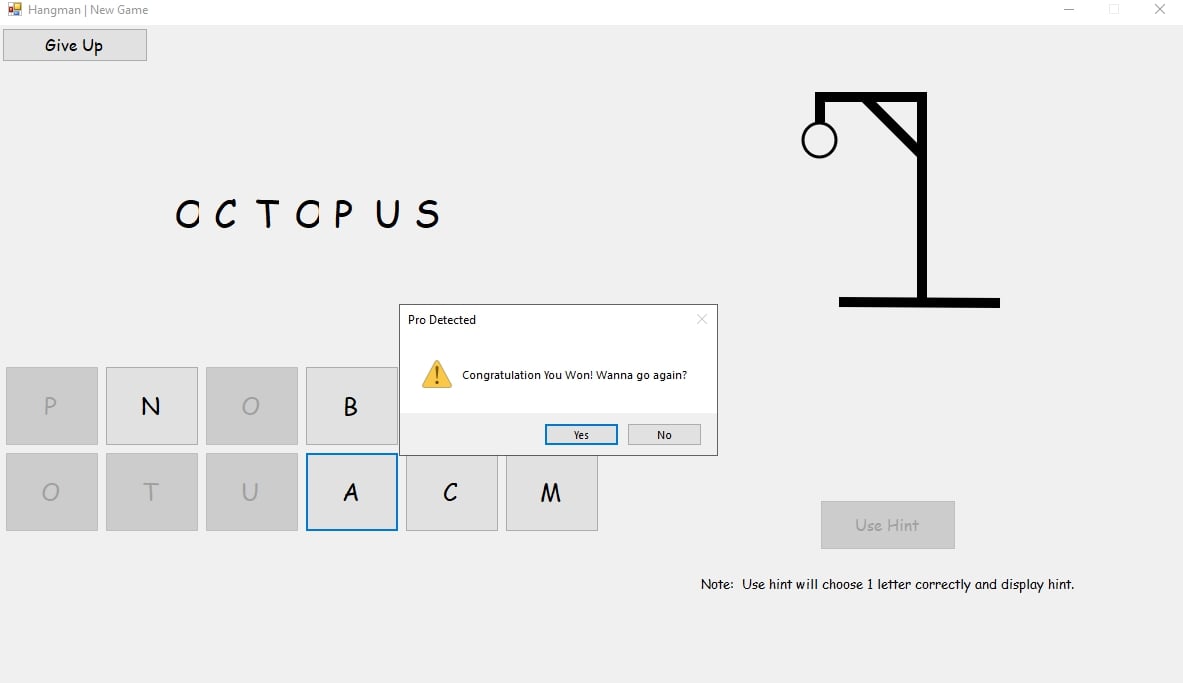 Hangman | New Game
Give Up
O C T O P U S
Pro Detected
Congratulation You Won! Wanna go again?
Yes No
P N O B
O T U A C M
Use Hint
Note: Use hint will choose 1 letter correctly and display hint.